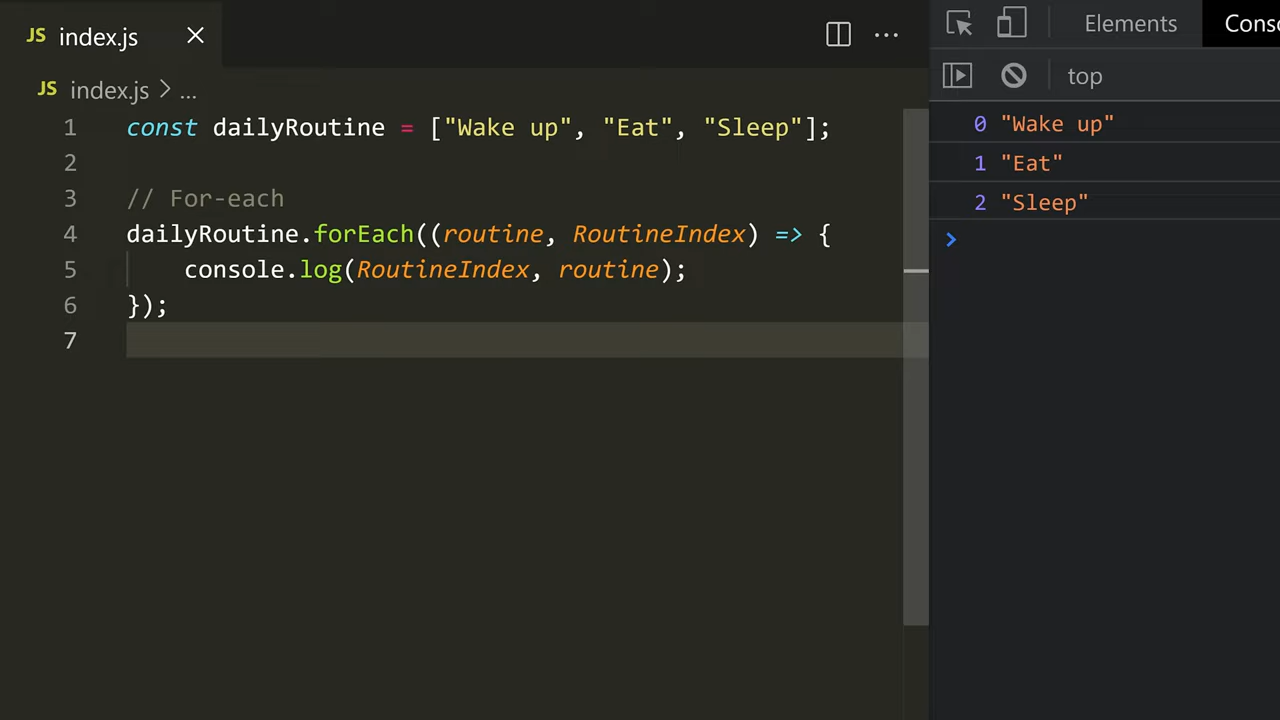 JS index.js
JS index.js > ...
1 const dailyRoutine = ["Wake up", "Eat", "Sleep"];
2
3 // For-each
4 dailyRoutine.forEach((routine, RoutineIndex) => {
5 console.log(RoutineIndex, routine);
6 });
7
Elements Conso
top
0 "Wake up"
1 "Eat"
2 "Sleep"
>